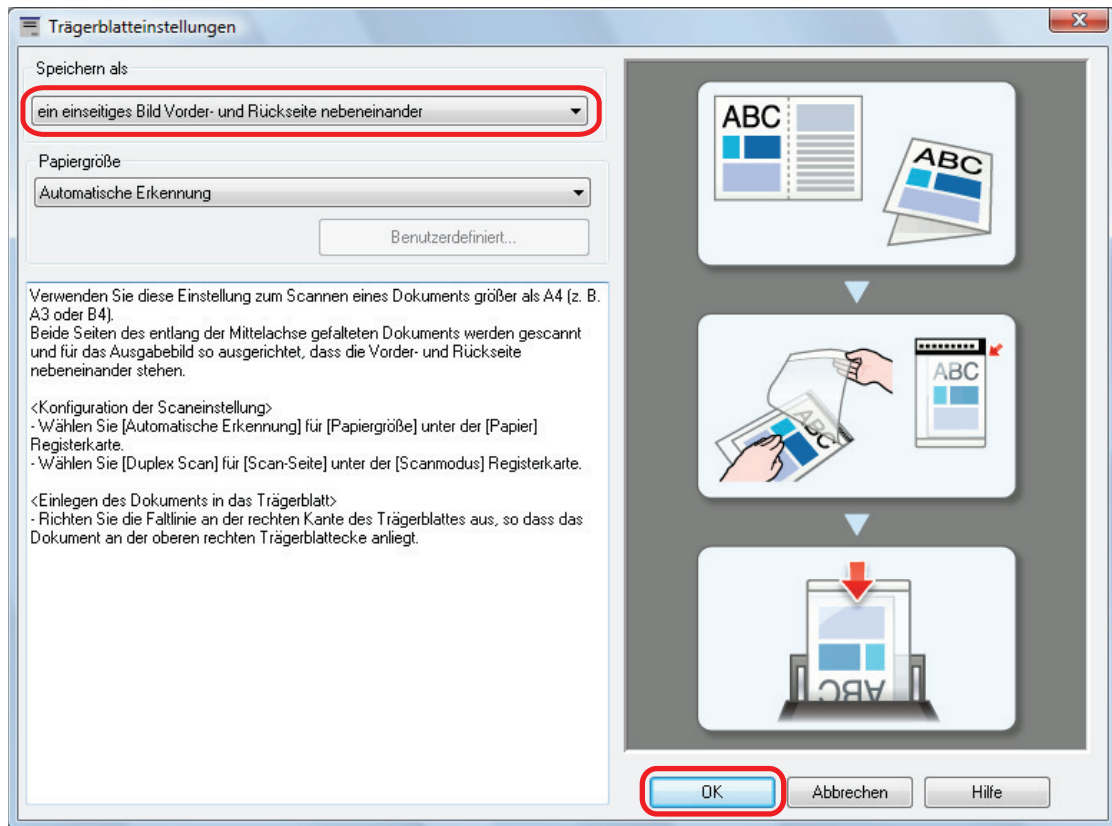 Trägerblatteinstellungen
Speichern als
ein einseitiges Bild Vorder- und Rückseite nebeneinander
Papiergröße
Automatische Erkennung
Benutzerdefiniert...
Verwenden Sie diese Einstellung zum Scannen eines Dokuments größer als A4 (z. B.
A3 oder B4).
Beide Seiten des entlang der Mittelachse gefalteten Dokuments werden gescannt
und für das Ausgabebild so ausgerichtet, dass die Vorder- und Rückseite
nebeneinander stehen.
<Konfiguration der Scaneinstellung>
- Wählen Sie [Automatische Erkennung] für [Papiergröße] unter der [Papier]
Registerkarte.
- Wählen Sie [Duplex Scan] für [Scan-Seite] unter der [Scanmodus] Registerkarte.
<Einlegen des Dokuments in das Trägerblatt>
- Richten Sie die Faltlinie an der rechten Kante des Trägerblattes aus, so dass das
Dokument an der oberen rechten Trägerblattecke anliegt.
ABC
ABC
ABC
ABC
ABC
OK
Abbrechen
Hilfe